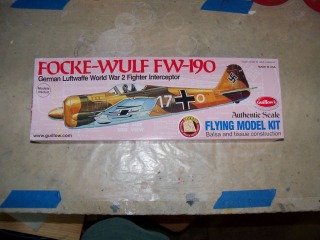 FOCKE-WULF FW-190
German Luftwaffe World War 2 Fighter Interceptor
Guillow's
17 O
Authentic Scale
FLYING MODEL KIT
Balsa and tissue construction
www.guillow.com